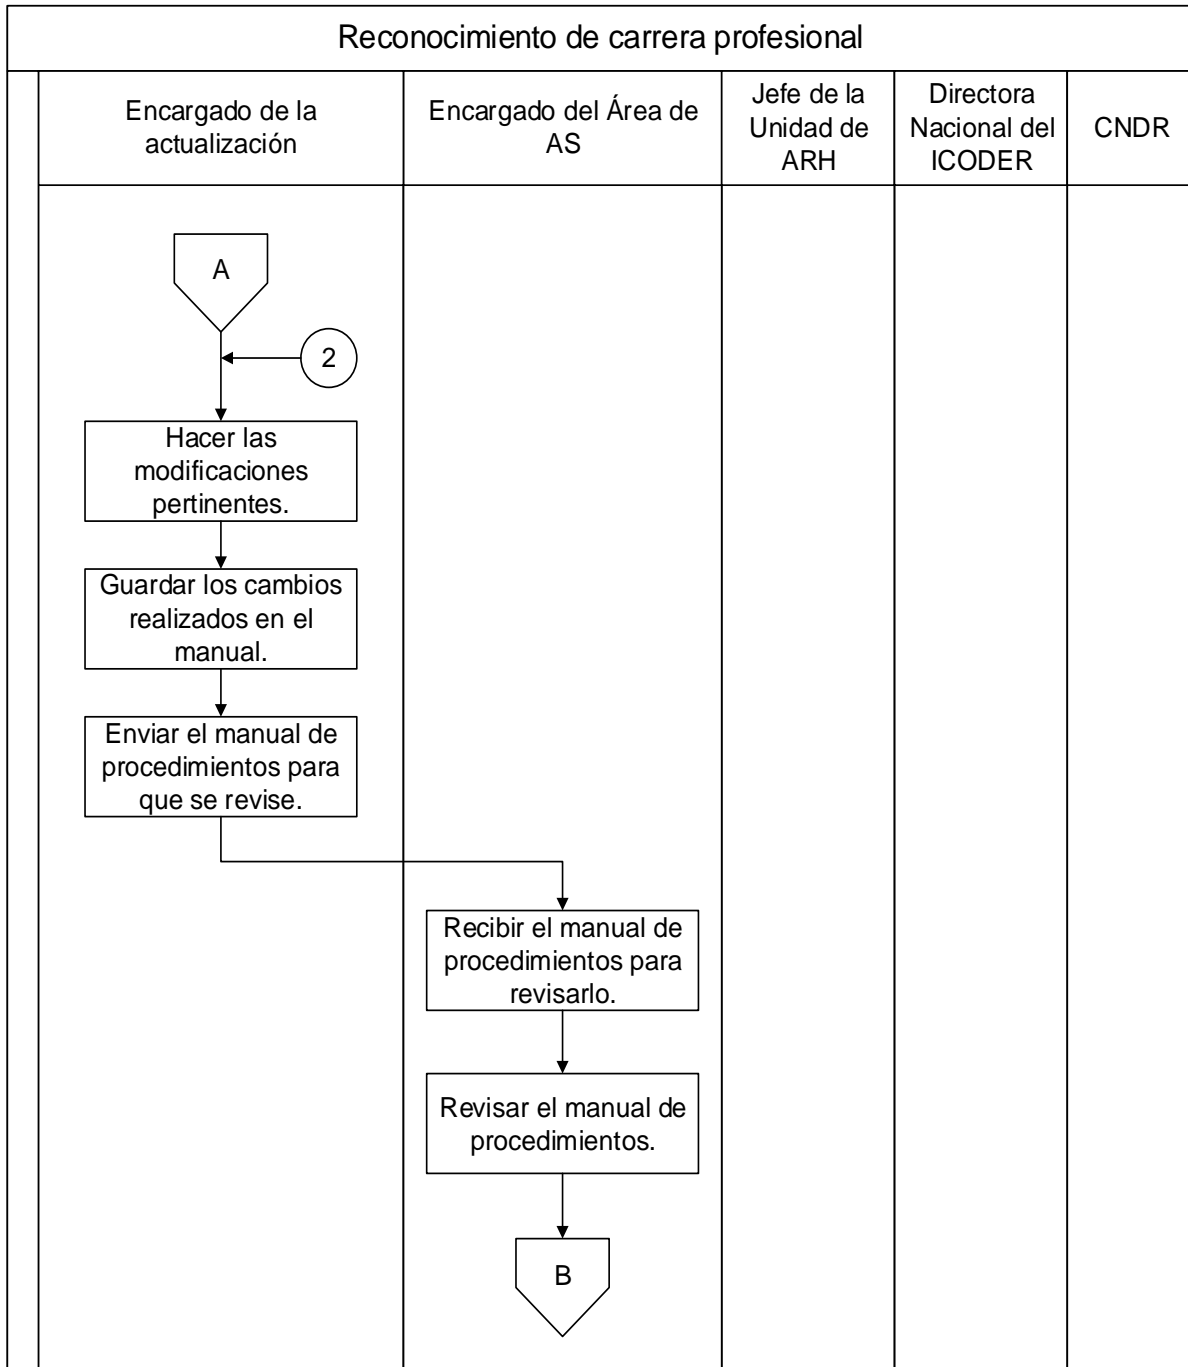 Reconocimiento de carrera profesional
Encargado de la
actualización
Encargado del Área de
AS
Jefe de la
Unidad de
ARH
Directora
Nacional del
ICODER
CNDR
A
2
Hacer las
modificaciones
pertinentes.
Guardar los cambios
realizados en el
manual.
Enviar el manual de
procedimientos para
que se revise.
Recibir el manual de
procedimientos para
revisarlo.
Revisar el manual de
procedimientos.
B